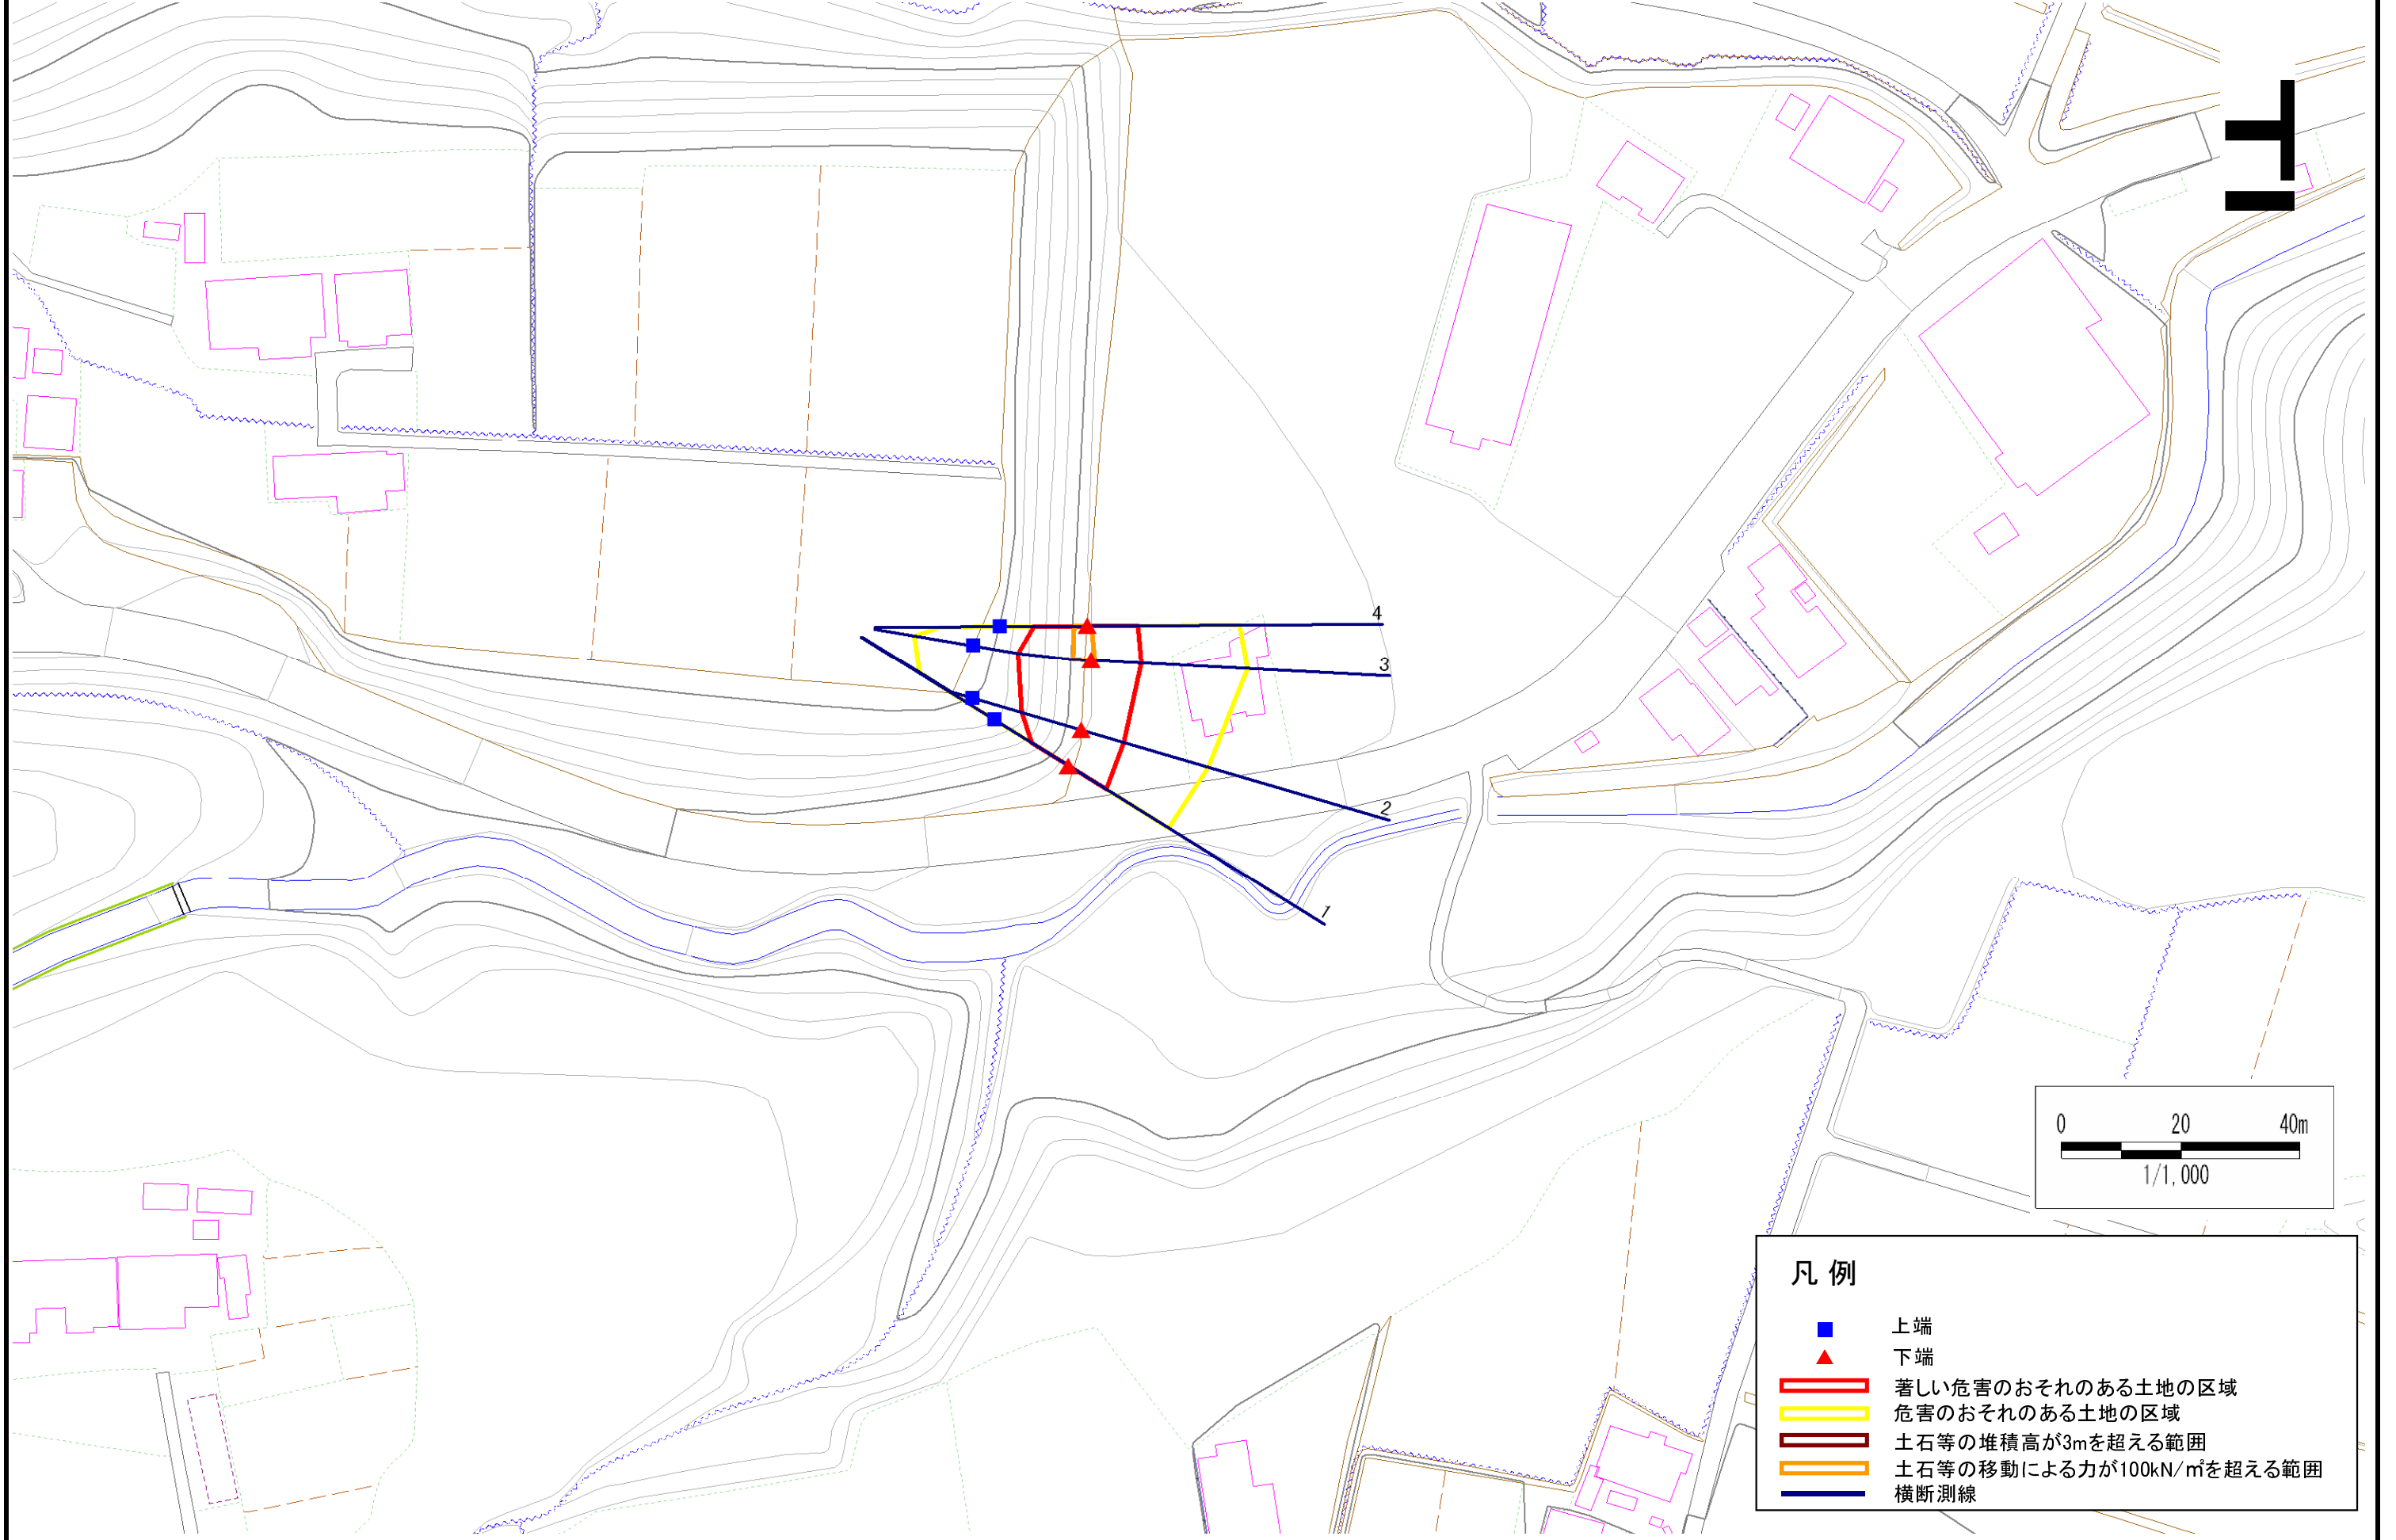 4
3
2
1
0 20 40m
1/1,000
凡 例
上端
下端
著しい危害のおそれのある土地の区域
危害のおそれのある土地の区域
土石等の堆積高が3mを超える範囲
土石等の移動による力が100kN/㎡を超える範囲
横断測線